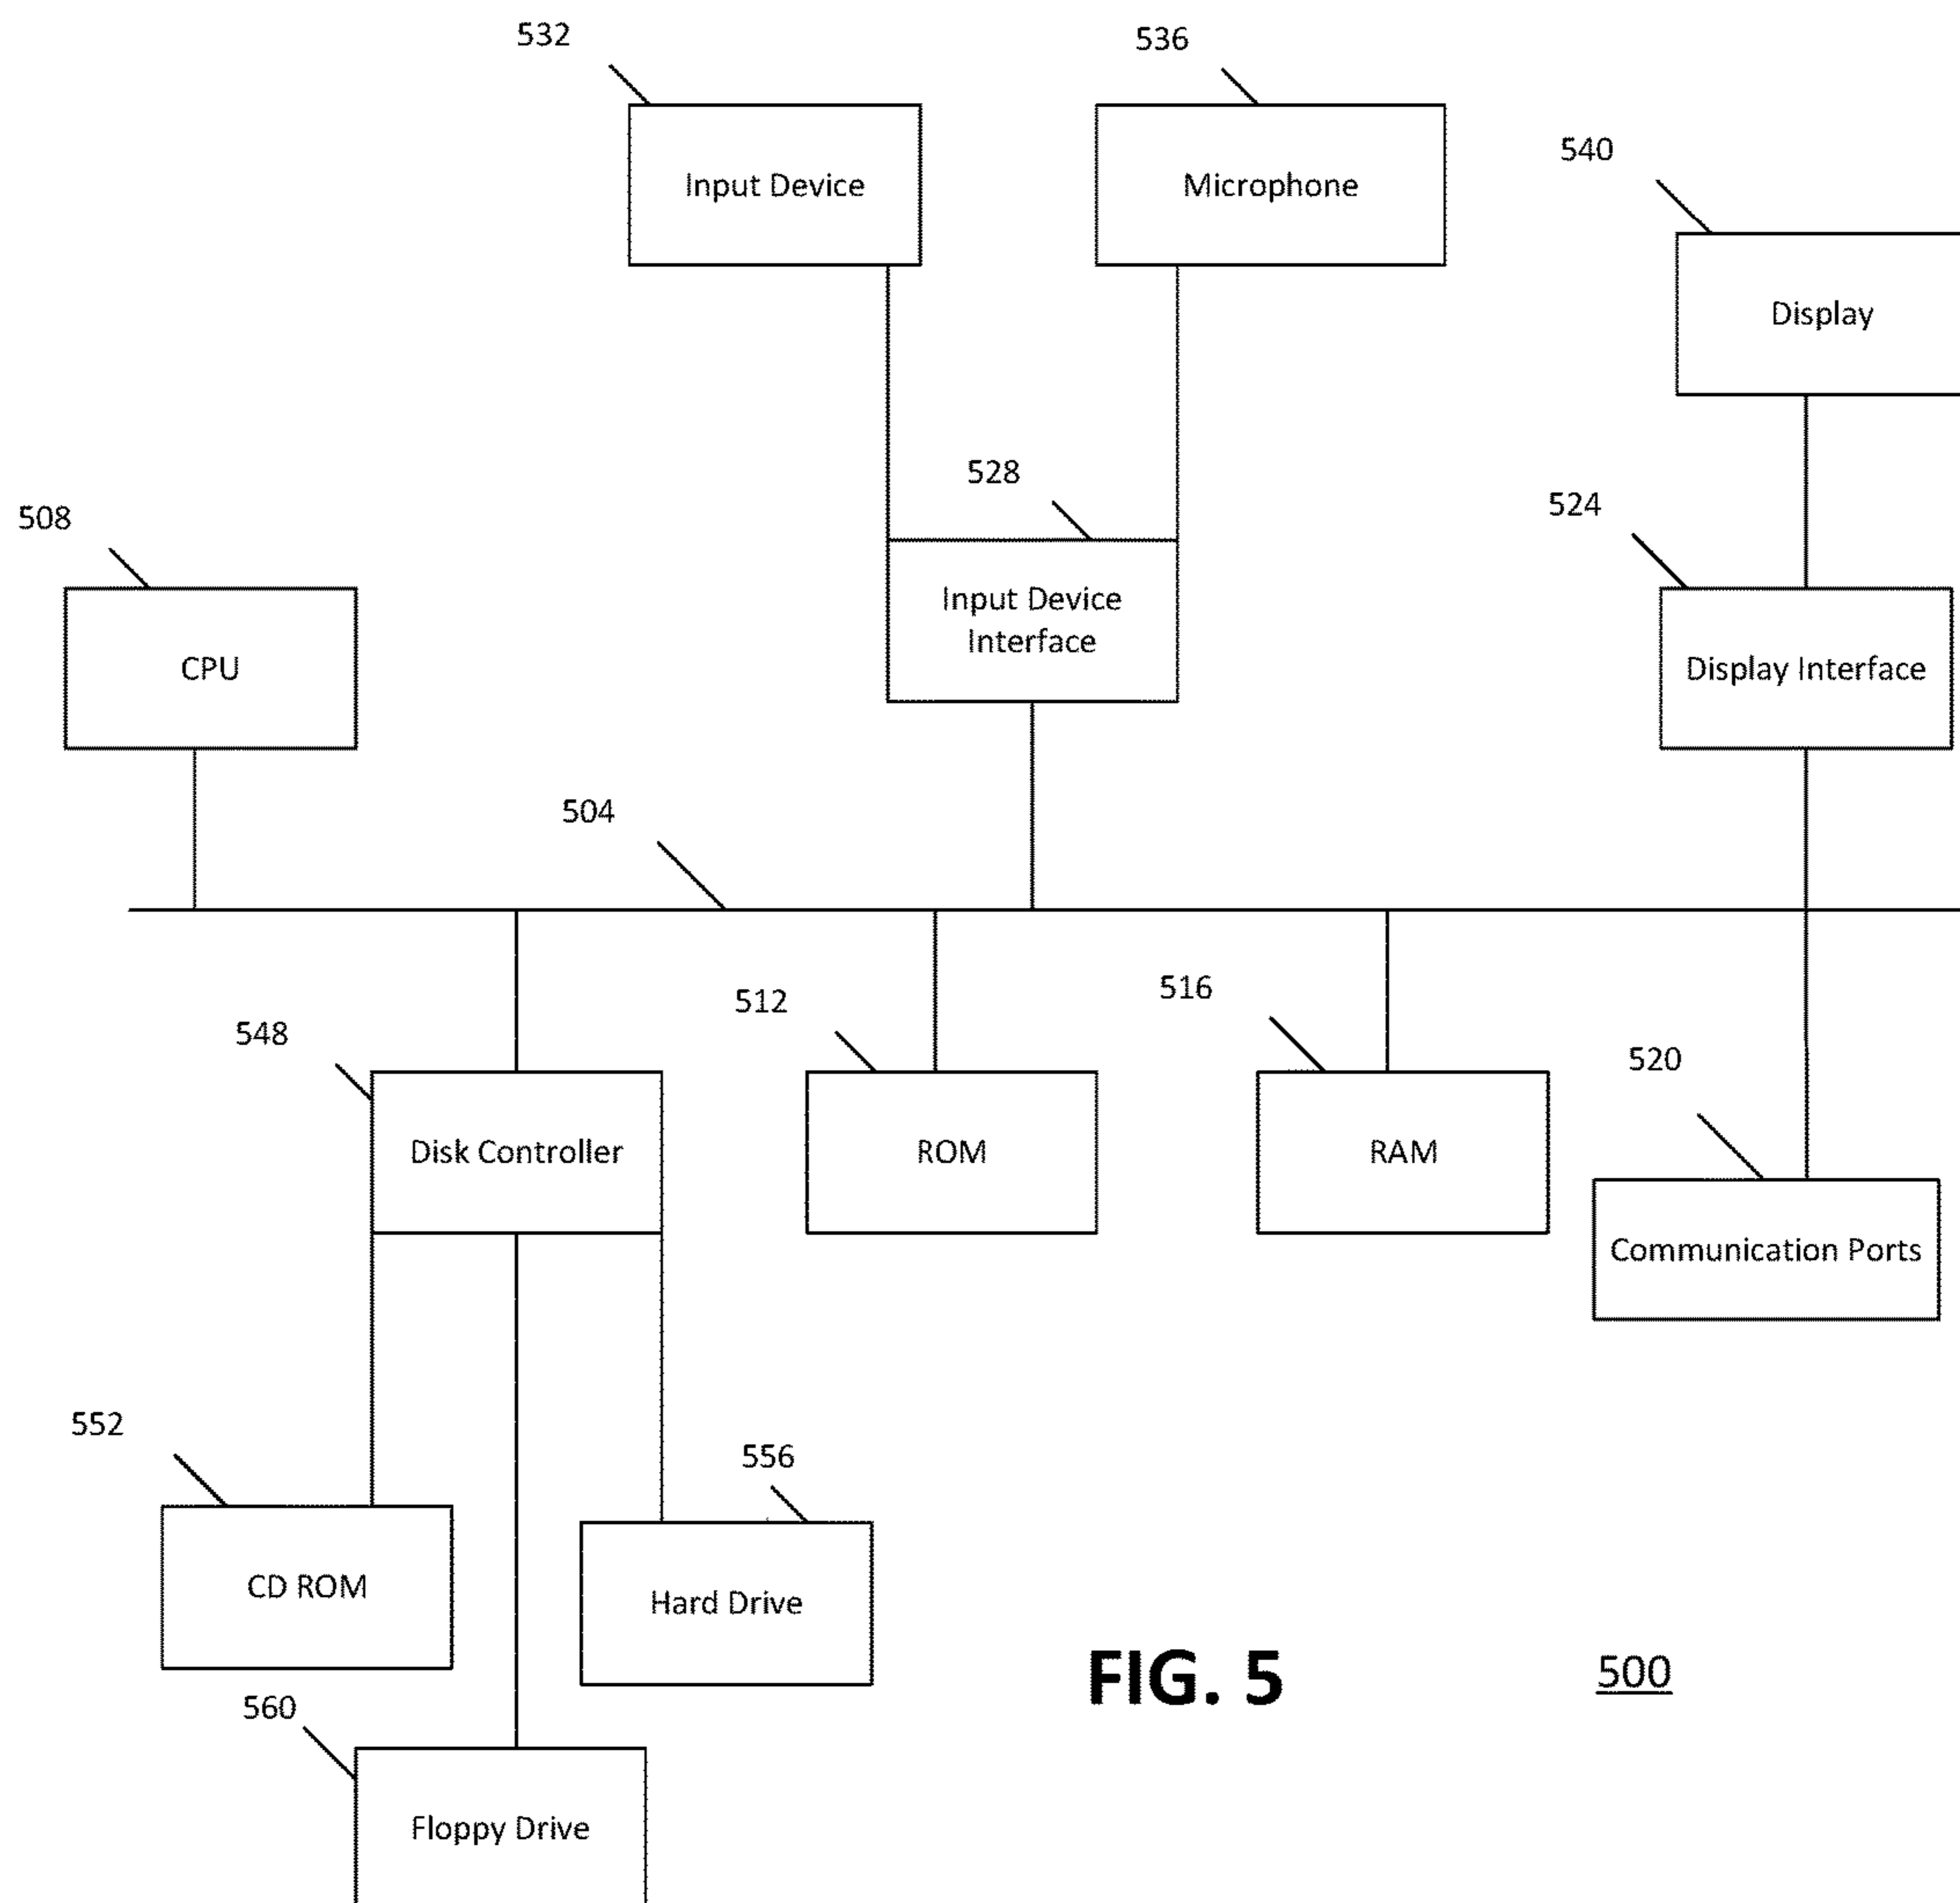 532
536
Input Device
Microphone
540
Display
528
524
508
Input Device
Interface
CPU
Display Interface
504
512
516
548
520
Disk Controller
ROM
RAM
Communication Ports
552
556
CD ROM
Hard Drive
FIG. 5
500
560
Floppy Drive